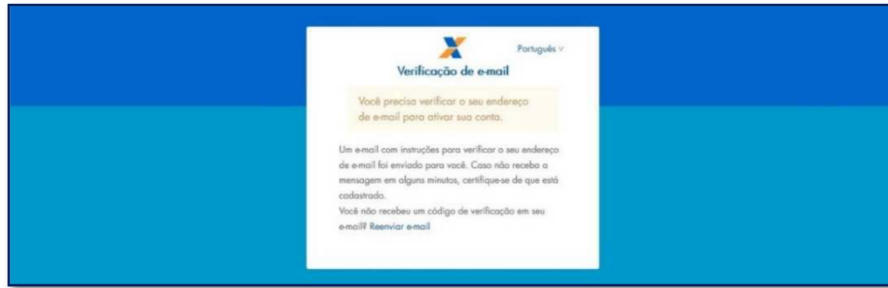 Português
Verificação de e-mail
Você precisa verificar o seu endereço
de e-mail para ativar sua conta.
Um e-mail com instruções para verificar o seu endereço
de e-mail foi enviado para você. Caso não receba a
mensagem em alguns minutos, certifique-se de que está
cadastrado.
Você não recebeu um código de verificação em seu
e-mail? Reenviar e-mail